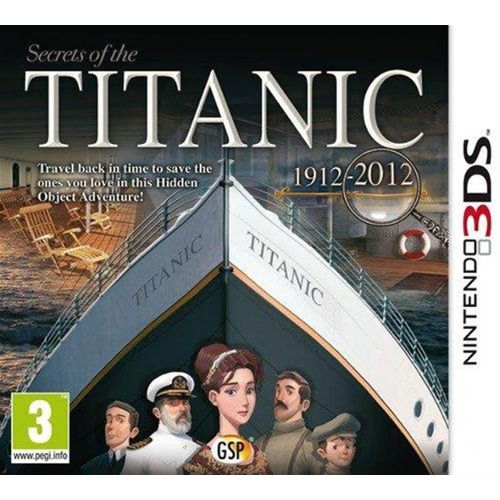 Secrets of the
TITANIC
Travel back in time to save the
ones you love in this Hidden
Object Adventure!
1912-2012
TITANIC
TITANIC
NINTENDO 3DS™
3
www.pegi.info
GSP